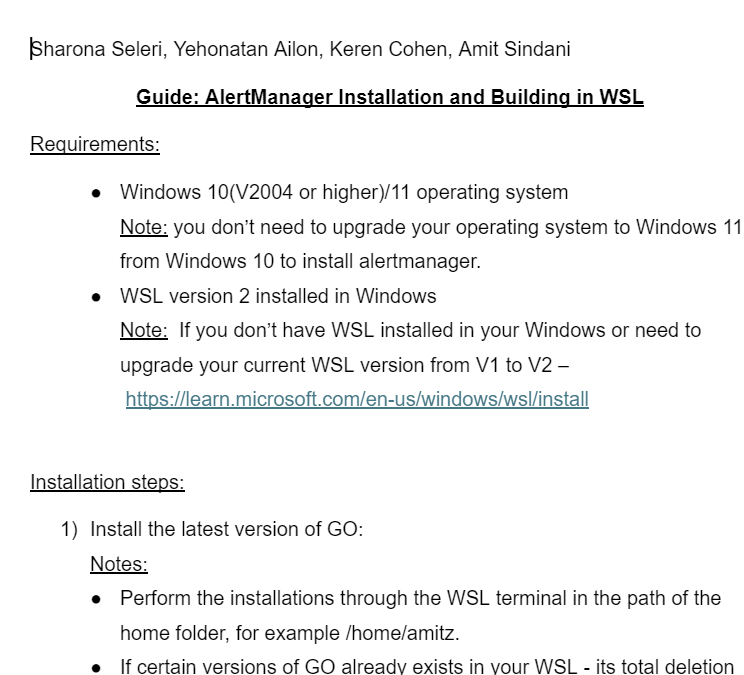 Sharona Seleri, Yehonatan Ailon, Keren Cohen, Amit Sindani
Guide: AlertManager Installation and Building in WSL
Requirements:
● Windows 10(V2004 or higher)/11 operating system
Note: you don’t need to upgrade your operating system to Windows 11
from Windows 10 to install alertmanager.
● WSL version 2 installed in Windows
Note:  If you don’t have WSL installed in your Windows or need to
upgrade your current WSL version from V1 to V2 –
https://learn.microsoft.com/en-us/windows/wsl/install
Installation steps:
1) Install the latest version of GO:
Notes:
● Perform the installations through the WSL terminal in the path of the
home folder, for example /home/amitz.
● If certain versions of GO already exists in your WSL - its total deletion